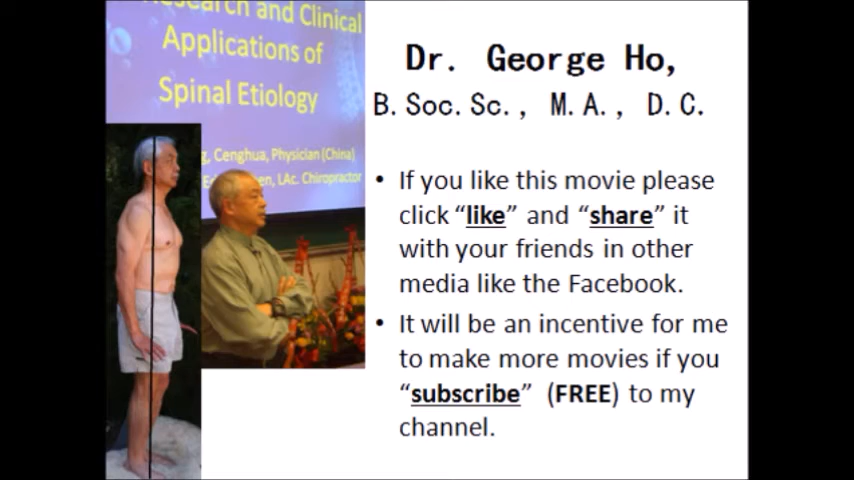 and Clinical
Applications of
Spinal Etiology
Cenghua, Physician (China)
LAc. Chiropractor
Dr. George Ho,
B. Soc. Sc., M. A., D. C.
• If you like this movie please
click “like” and “share” it
with your friends in other
media like the Facebook.
• It will be an incentive for me
to make more movies if you
“subscribe” (FREE) to my
channel.